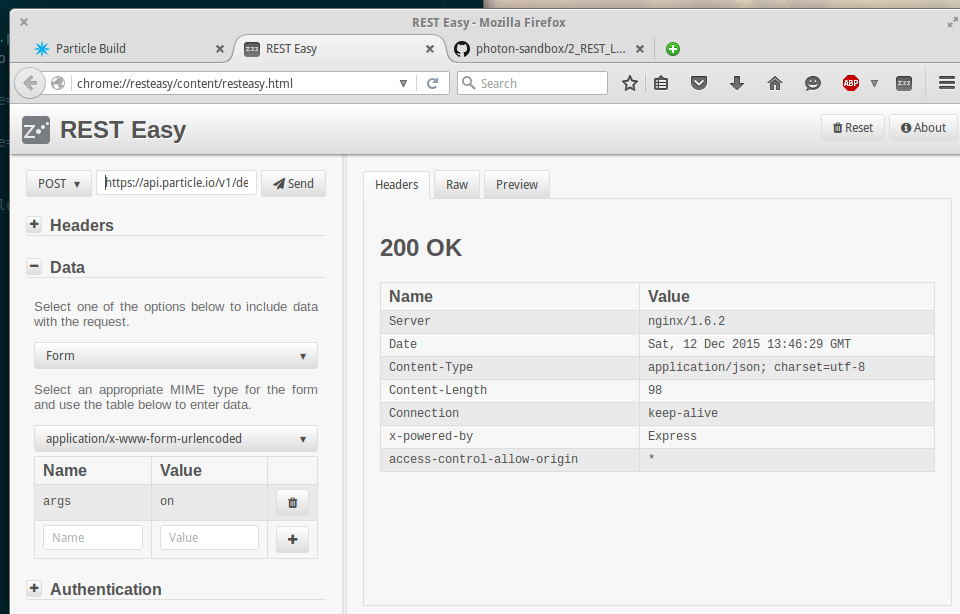 REST Easy - Mozilla Firefox
Particle Build
REST Easy
photon-sandbox/2_REST_L...
chrome://resteasy/content/resteasy.html
Search
ABP
REST Easy
Reset
About
POST
https://api.particle.io/v1/de
Send
Headers
Data
Select one of the options below to include data
with the request.
Form
Select an appropriate MIME type for the form
and use the table below to enter data.
application/x-www-form-urlencoded
Name Value
args on
Name Value
Authentication
Headers Raw Preview
200 OK
Name Value
Server nginx/1.6.2
Date Sat, 12 Dec 2015 13:46:29 GMT
Content-Type application/json; charset=utf-8
Content-Length 98
Connection keep-alive
x-powered-by Express
access-control-allow-origin *